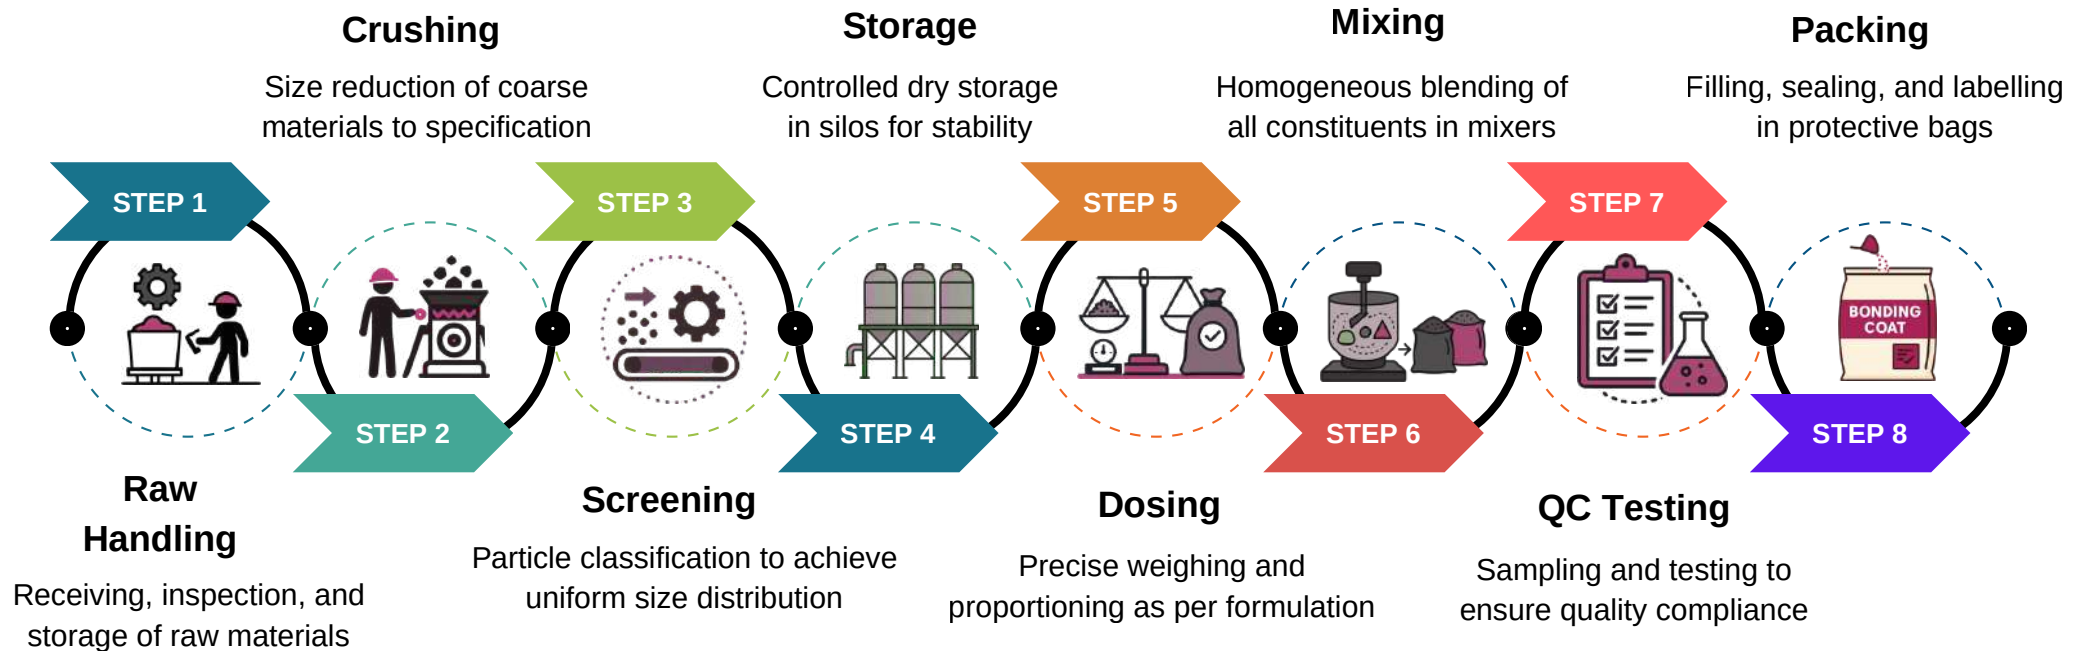 STEP 1
Raw
Handling
Receiving, inspection, and
storage of raw materials
Crushing
Size reduction of coarse
materials to specification
STEP 2
STEP 3
Screening
Particle classification to achieve
uniform size distribution
Storage
Controlled dry storage
in silos for stability
STEP 4
STEP 5
Dosing
Precise weighing and
proportioning as per formulation
Mixing
Homogeneous blending of
all constituents in mixers
STEP 6
STEP 7
QC Testing
Sampling and testing to
ensure quality compliance
Packing
Filling, sealing, and labelling
in protective bags
BONDING
COAT
STEP 8